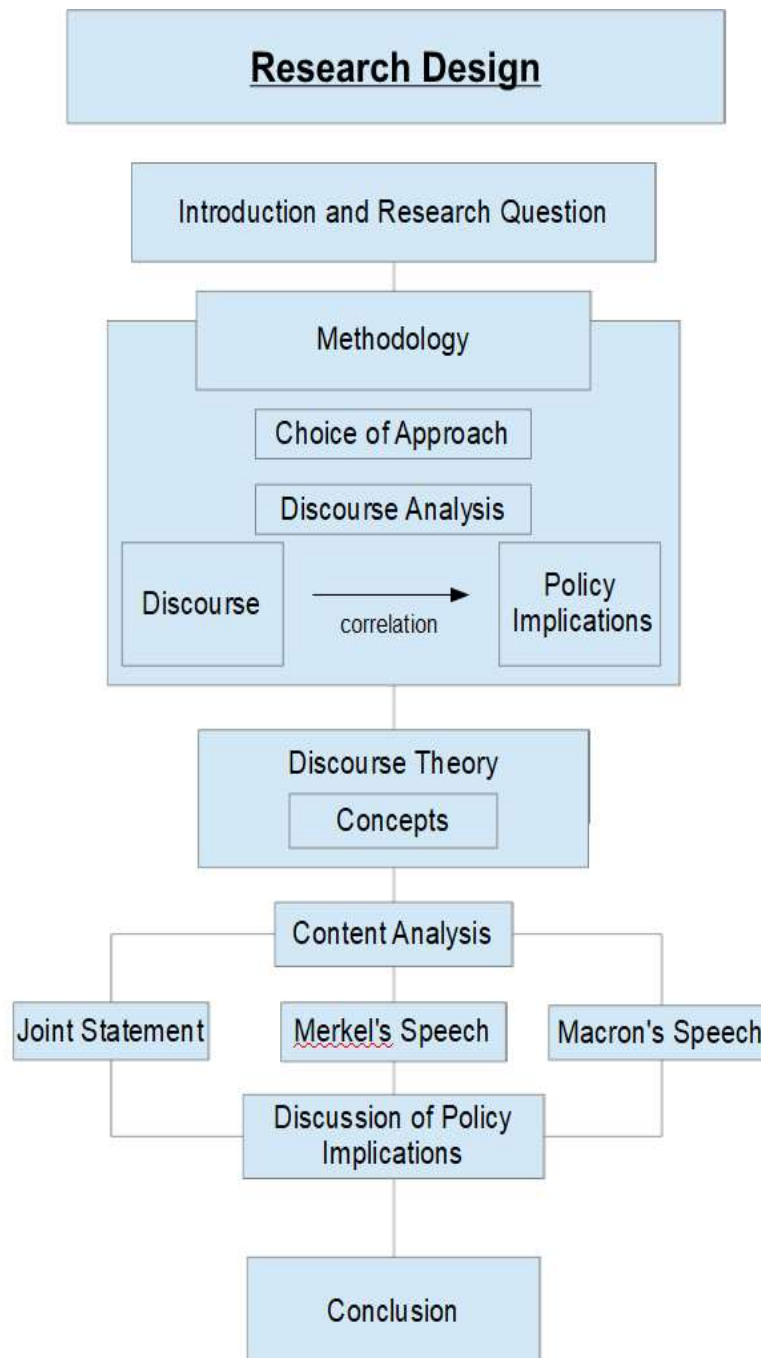 Research Design
Introduction and Research Question
Methodology
Choice of Approach
Discourse Analysis
Discourse
correlation
Policy
Implications
Discourse Theory
Concepts
Content Analysis
Joint Statement
Merkel's Speech
Macron's Speech
Discussion of Policy
Implications
Conclusion